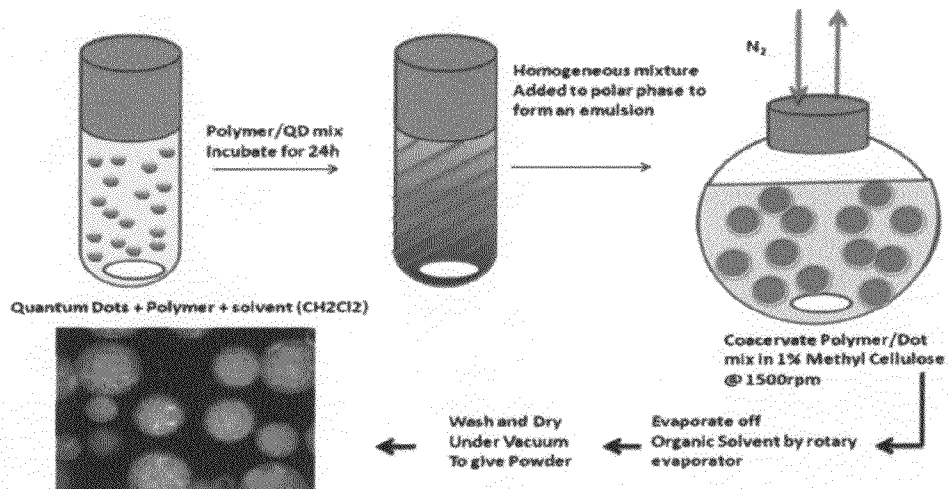 N2
Homogeneous mixture
Added to polar phase to
form an emulsion
Polymer/QD mix
Incubate for 24h
Quantum Dots + Polymer + solvent (CH2Cl2)
Coacervate Polymer/Dot
mix in 1% Methyl Cellulose
@ 1500rpm
Evaporate off
Organic Solvent by rotary
evaporator
Wash and Dry
Under Vacuum
To give Powder